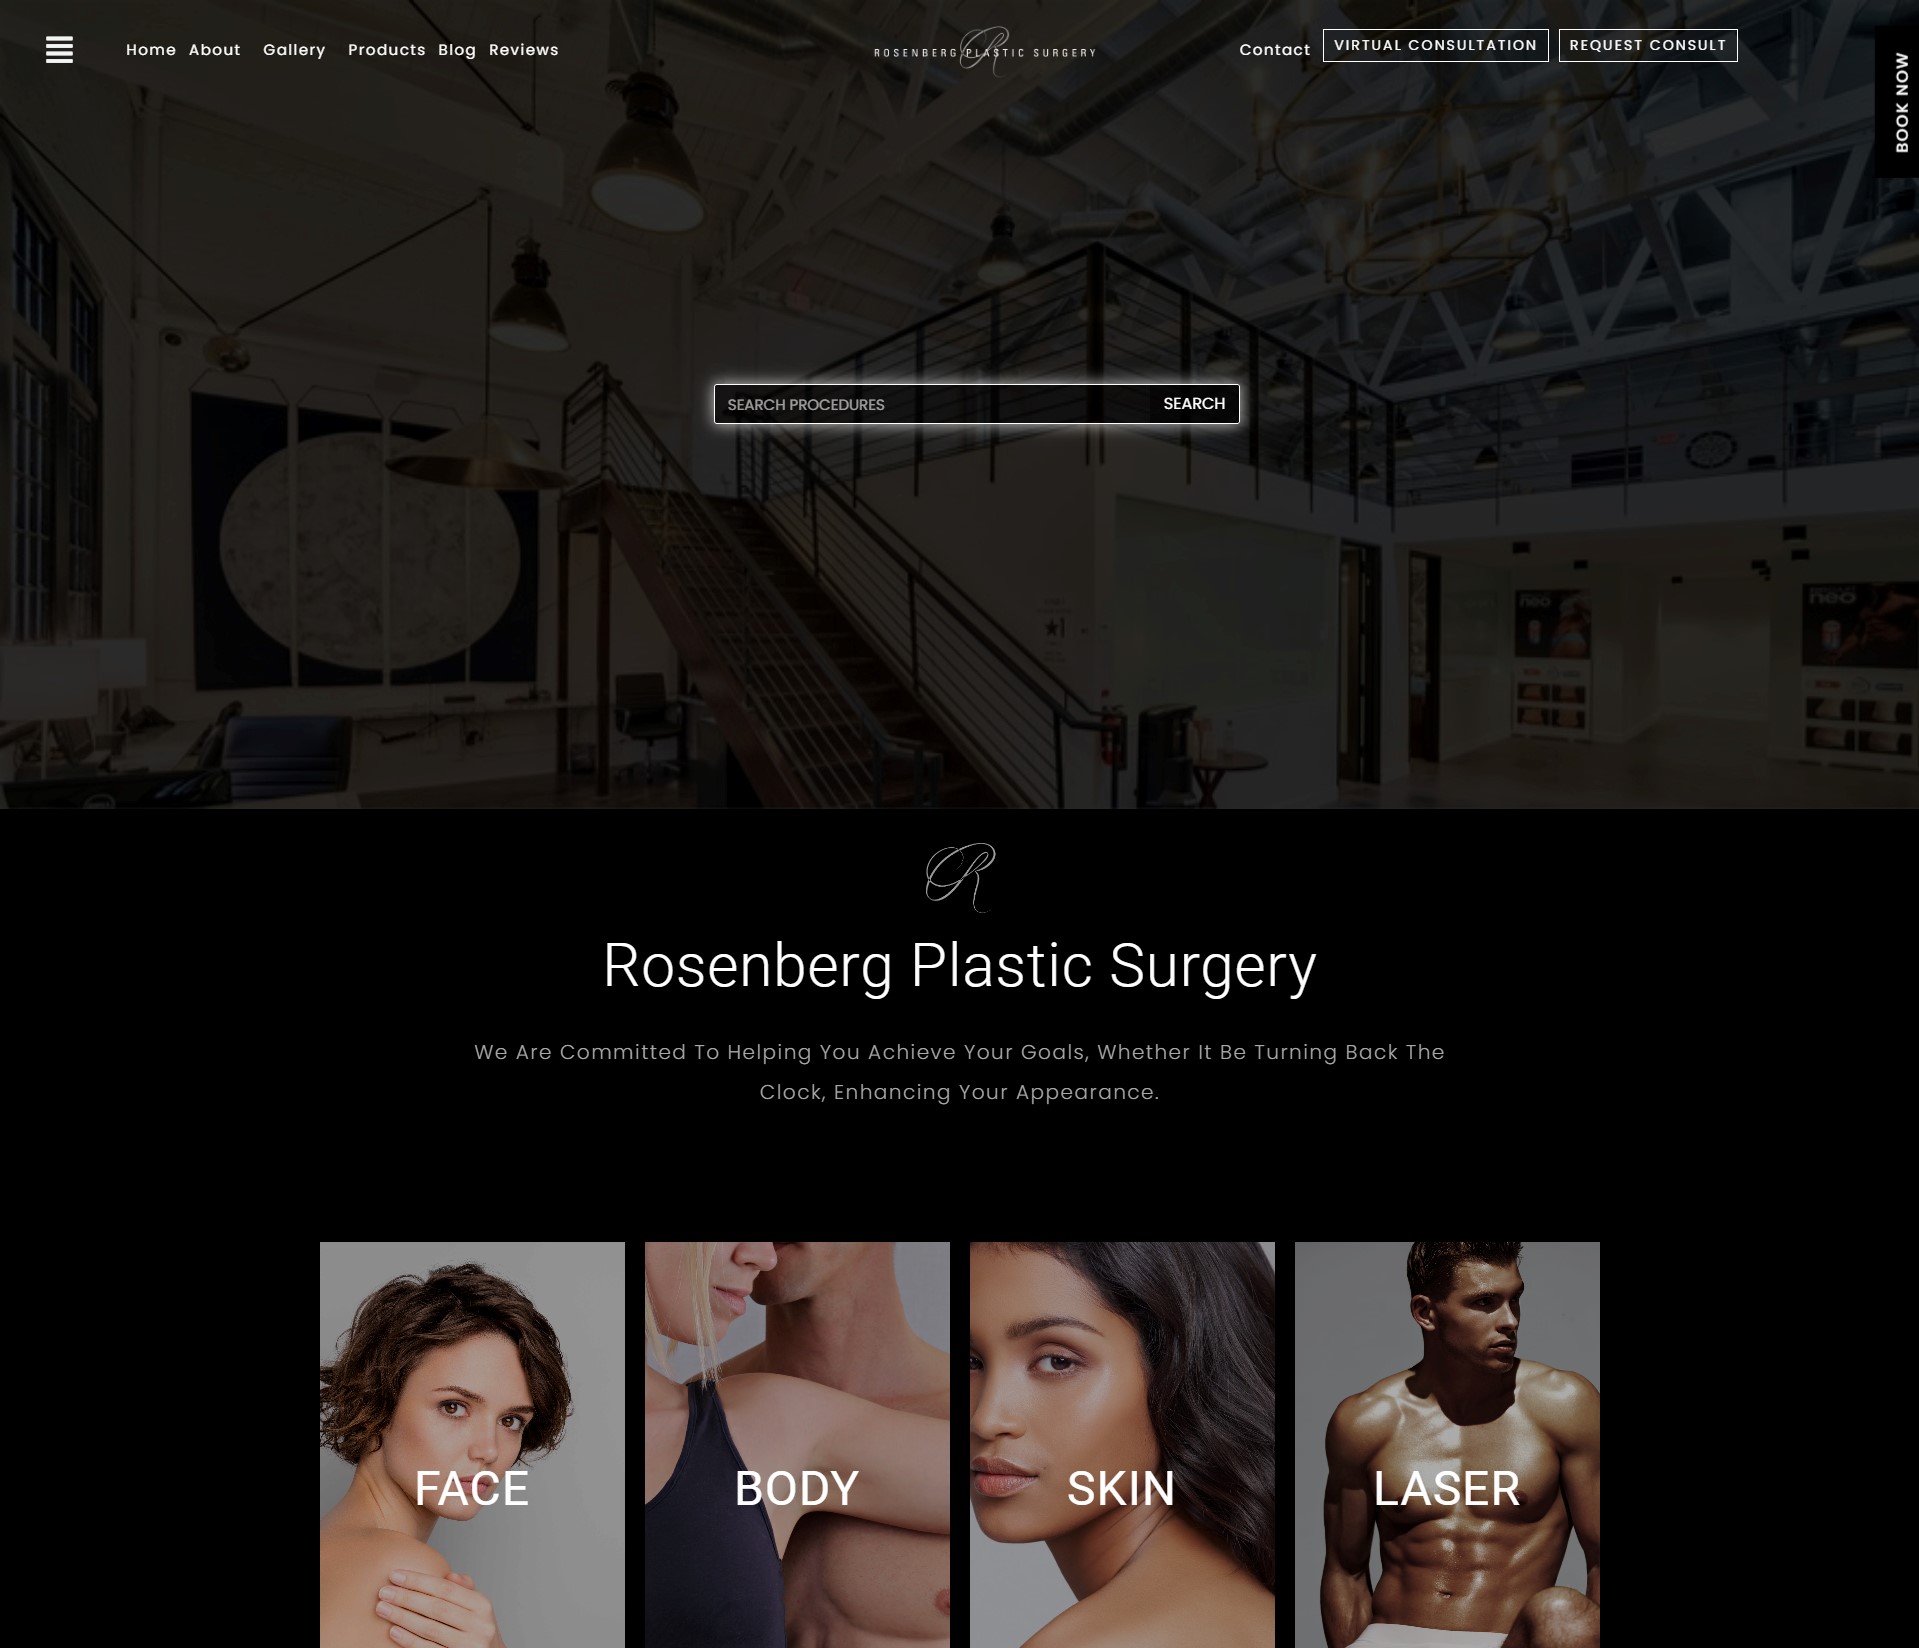 Home About Gallery Products Blog Reviews
ROSENBERG PLASTIC SURGERY
Contact VIRTUAL CONSULTATION REQUEST CONSULT
BOOK NOW
SEARCH PROCEDURES SEARCH
neo
neo
R
Rosenberg Plastic Surgery
We Are Committed To Helping You Achieve Your Goals, Whether It Be Turning Back The
Clock, Enhancing Your Appearance.
FACE BODY SKIN LASER